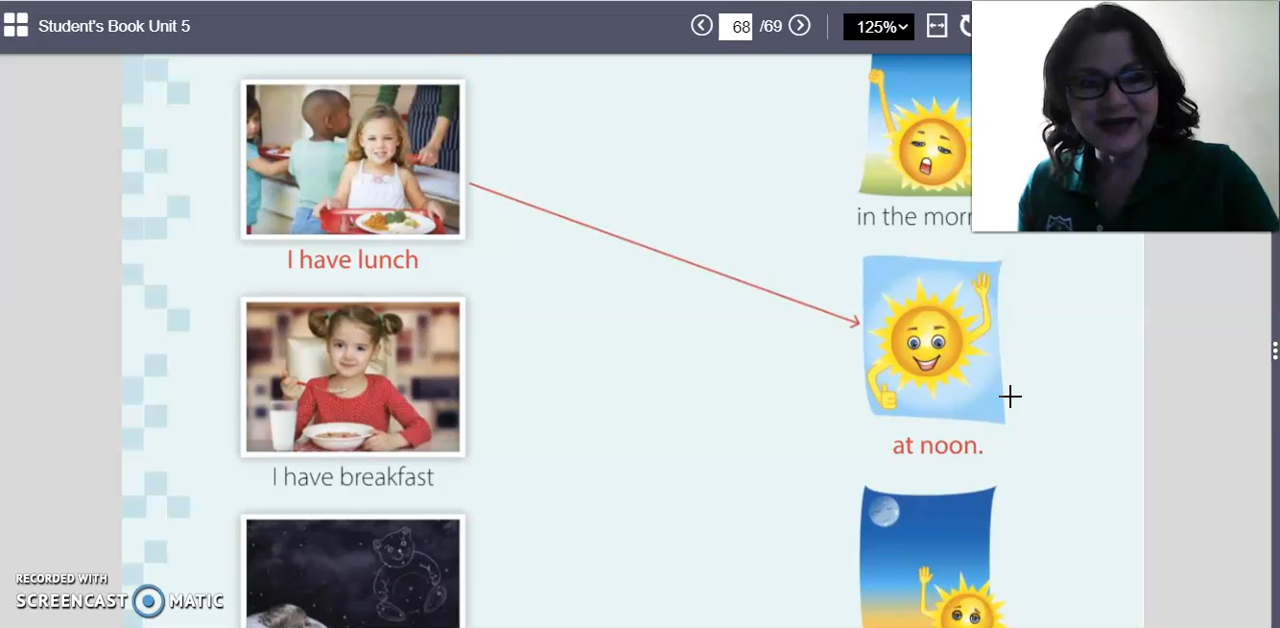 Student's Book Unit 5
68 /69
125%
I have lunch
in the mor
at noon.
I have breakfast
RECORDED WITH
SCREENCAST MATIC